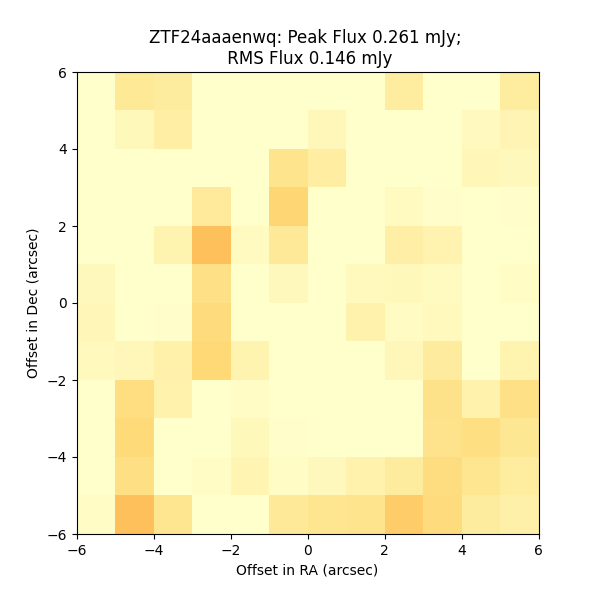 ZTF24aaaenwq: Peak Flux 0.261 mJy;
RMS Flux 0.146 mJy
6
4
2
0
−2
−4
−6
−6 −4 −2 0 2 4 6
Offset in Dec (arcsec)
Offset in RA (arcsec)